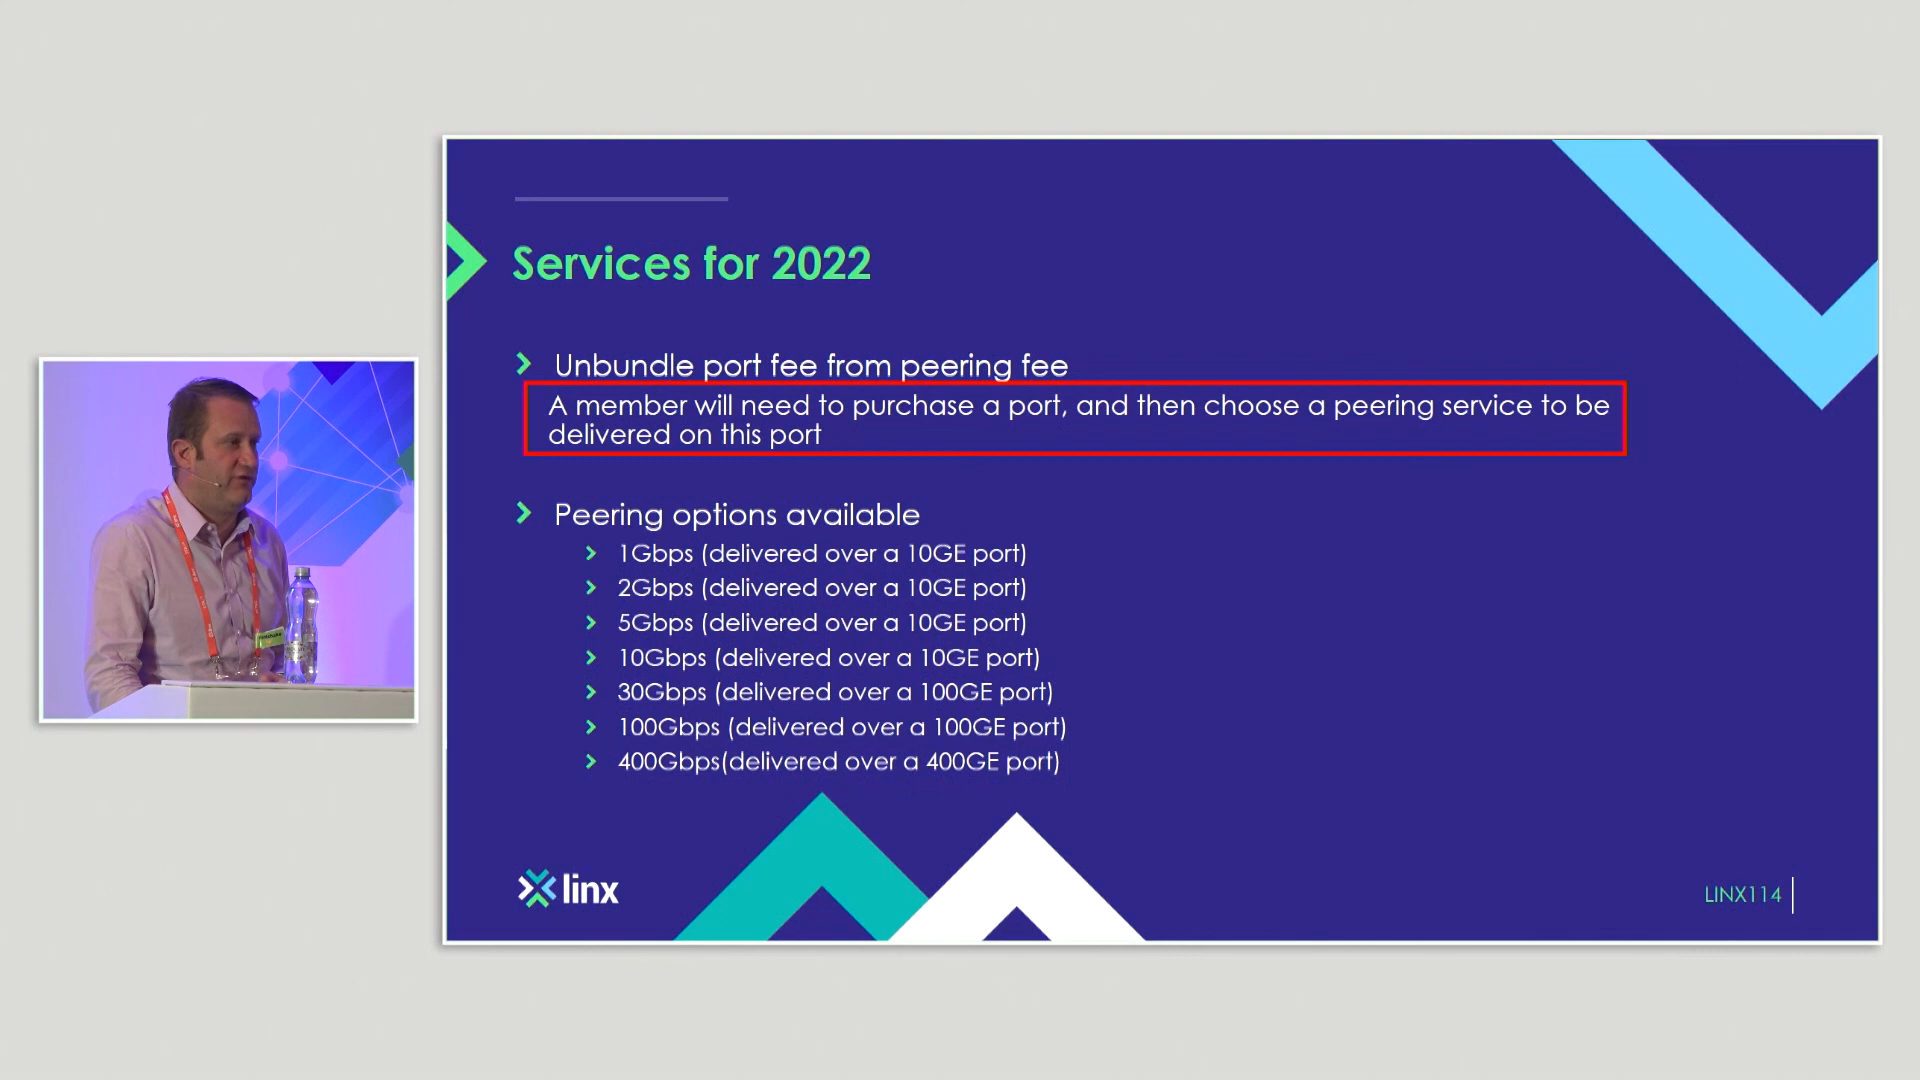 Services for 2022
Unbundle port fee from peering fee
A member will need to purchase a port, and then choose a peering service to be
delivered on this port
Peering options available
1Gbps (delivered over a 10GE port)
2Gbps (delivered over a 10GE port)
5Gbps (delivered over a 10GE port)
10Gbps (delivered over a 10GE port)
30Gbps (delivered over a 100GE port)
100Gbps (delivered over a 100GE port)
400Gbps(delivered over a 400GE port)
linx
LINX114